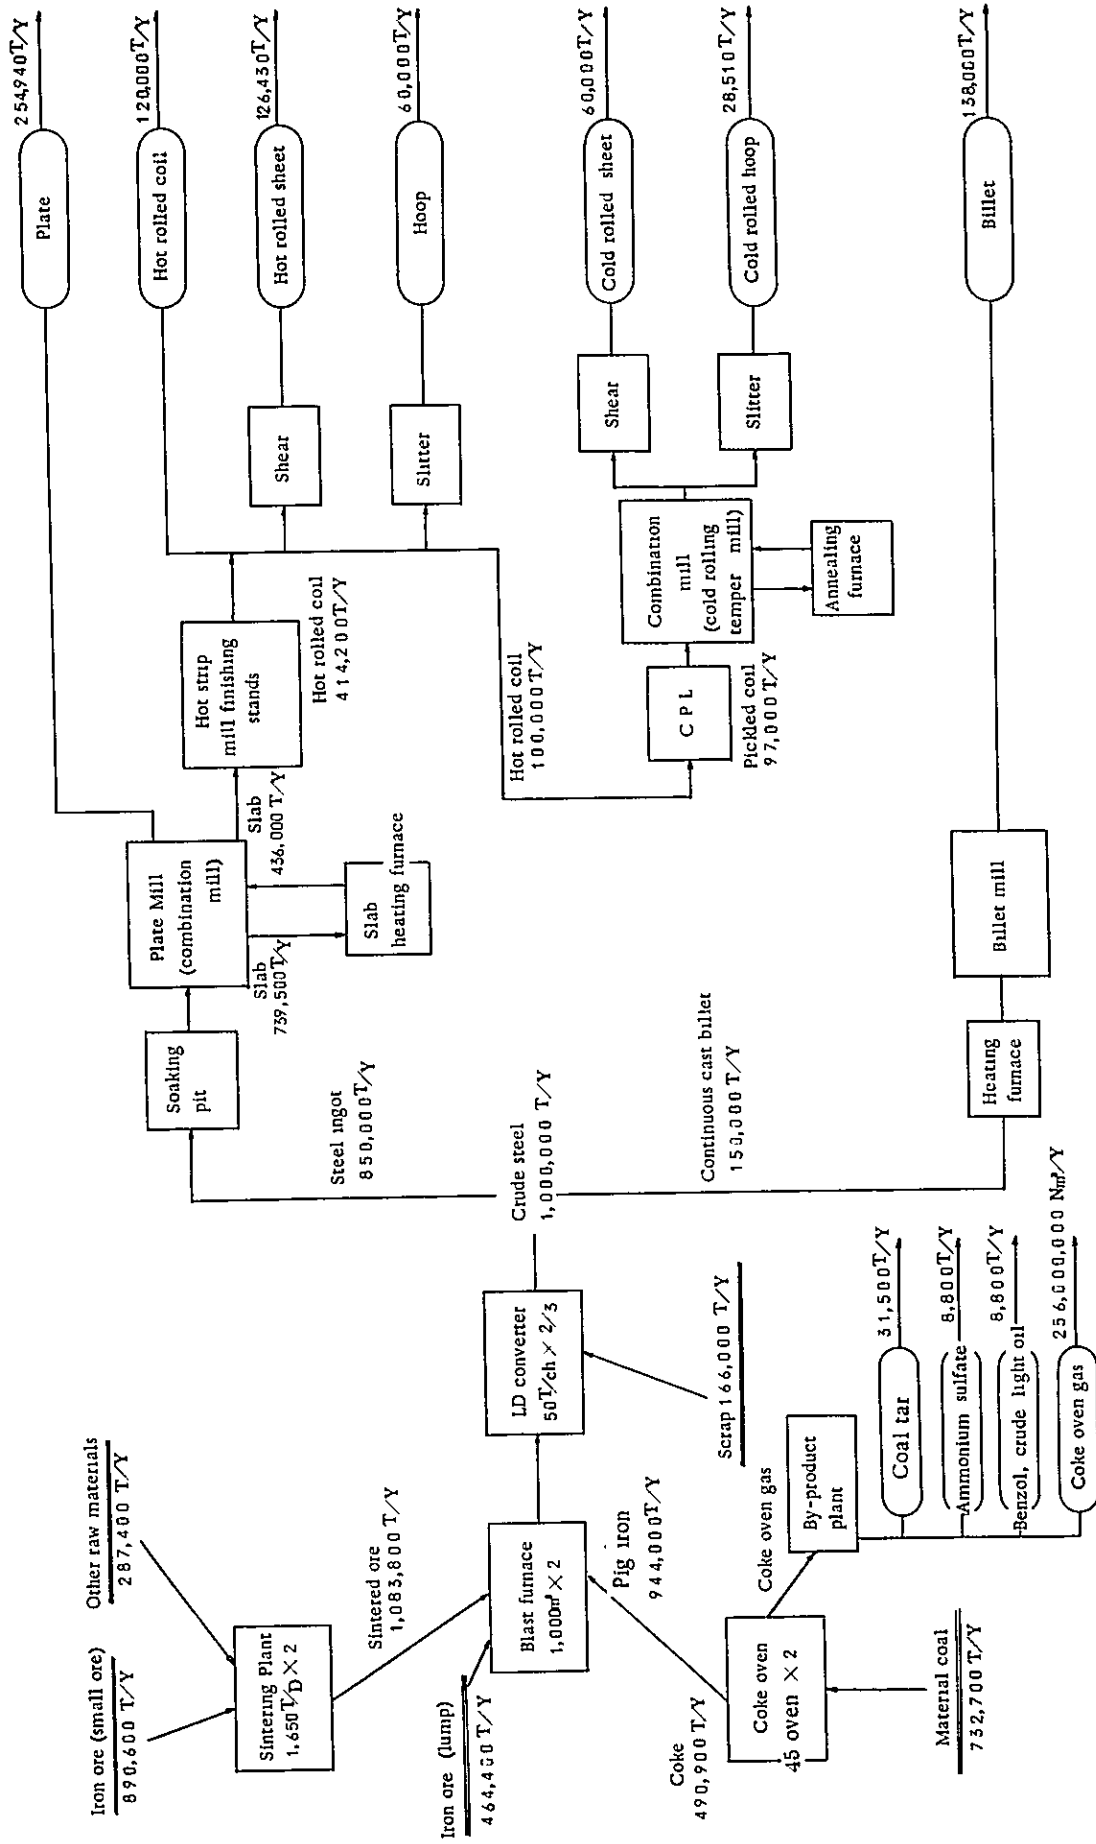 Iron ore (small ore)
890,600 T/Y
Other raw materials
287,400 T/Y
Sintering Plant
1.650T/D × 2
Sintered ore
1,083,800 T/Y
Iron ore (lump)
464,400 T/Y
Blast furnace
1,000㎥ × 2
Pig iron
944,000T/Y
Coke
490,900 T/Y
Coke oven
45 oven × 2
Material coal
732,700 T/Y
Coke oven gas
By-product
plant
Coal tar
31,500T/Y
Ammonium sulfate
8,800T/Y
Benzol, crude light oil
8,800T/Y
Coke oven gas
256,000,000 Nm³/Y
LD converter
50T/ch × 2/3
Scrap 166,000 T/Y
Crude steel
1,000,000 T/Y
Steel ingot
850,000T/Y
Continuous cast billet
150,000 T/Y
Soaking
pit
Plate Mill
(combination
mill)
Slab
739,500T/Y
Slab
436,000T/Y
Slab
heating furnace
Hot strip
mill finishing
stands
Hot rolled coil
414,200T/Y
Hot rolled coil
100,000T/Y
Shear
Slitter
C P L
Pickled coil
97,000T/Y
Combination
mill
(cold rolling
temper mill)
Annealing
furnace
Shear
Slitter
Heating
furnace
Billet mill
Plate
254,940T/Y
Hot rolled coil
120,000T/Y
Hot rolled sheet
126,430T/Y
Hoop
60,000T/Y
Cold rolled sheet
60,000T/Y
Cold rolled hoop
28,510T/Y
Billet
138,000T/Y